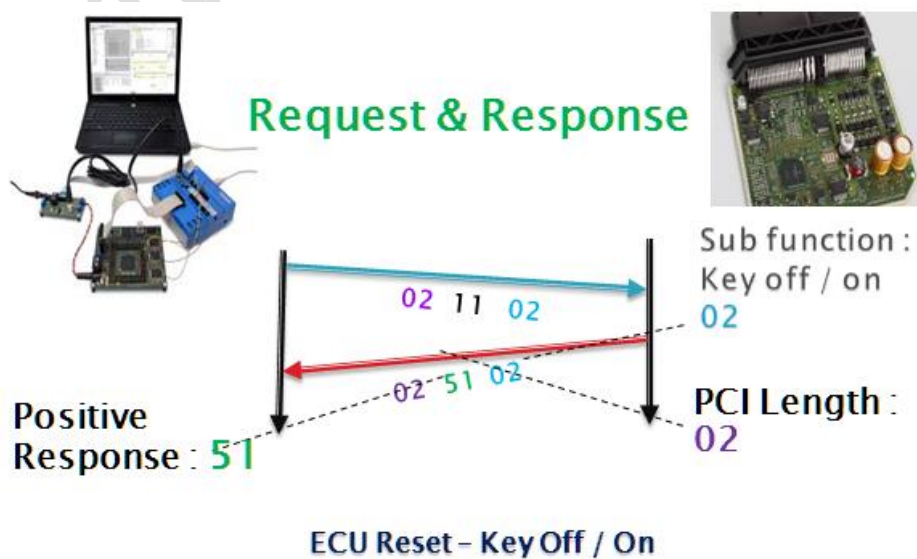 Request & Response
Sub function :
Key off / on
02
02 11 02
02 51 02
Positive
Response : 51
PCI Length :
02
ECU Reset – Key Off / On